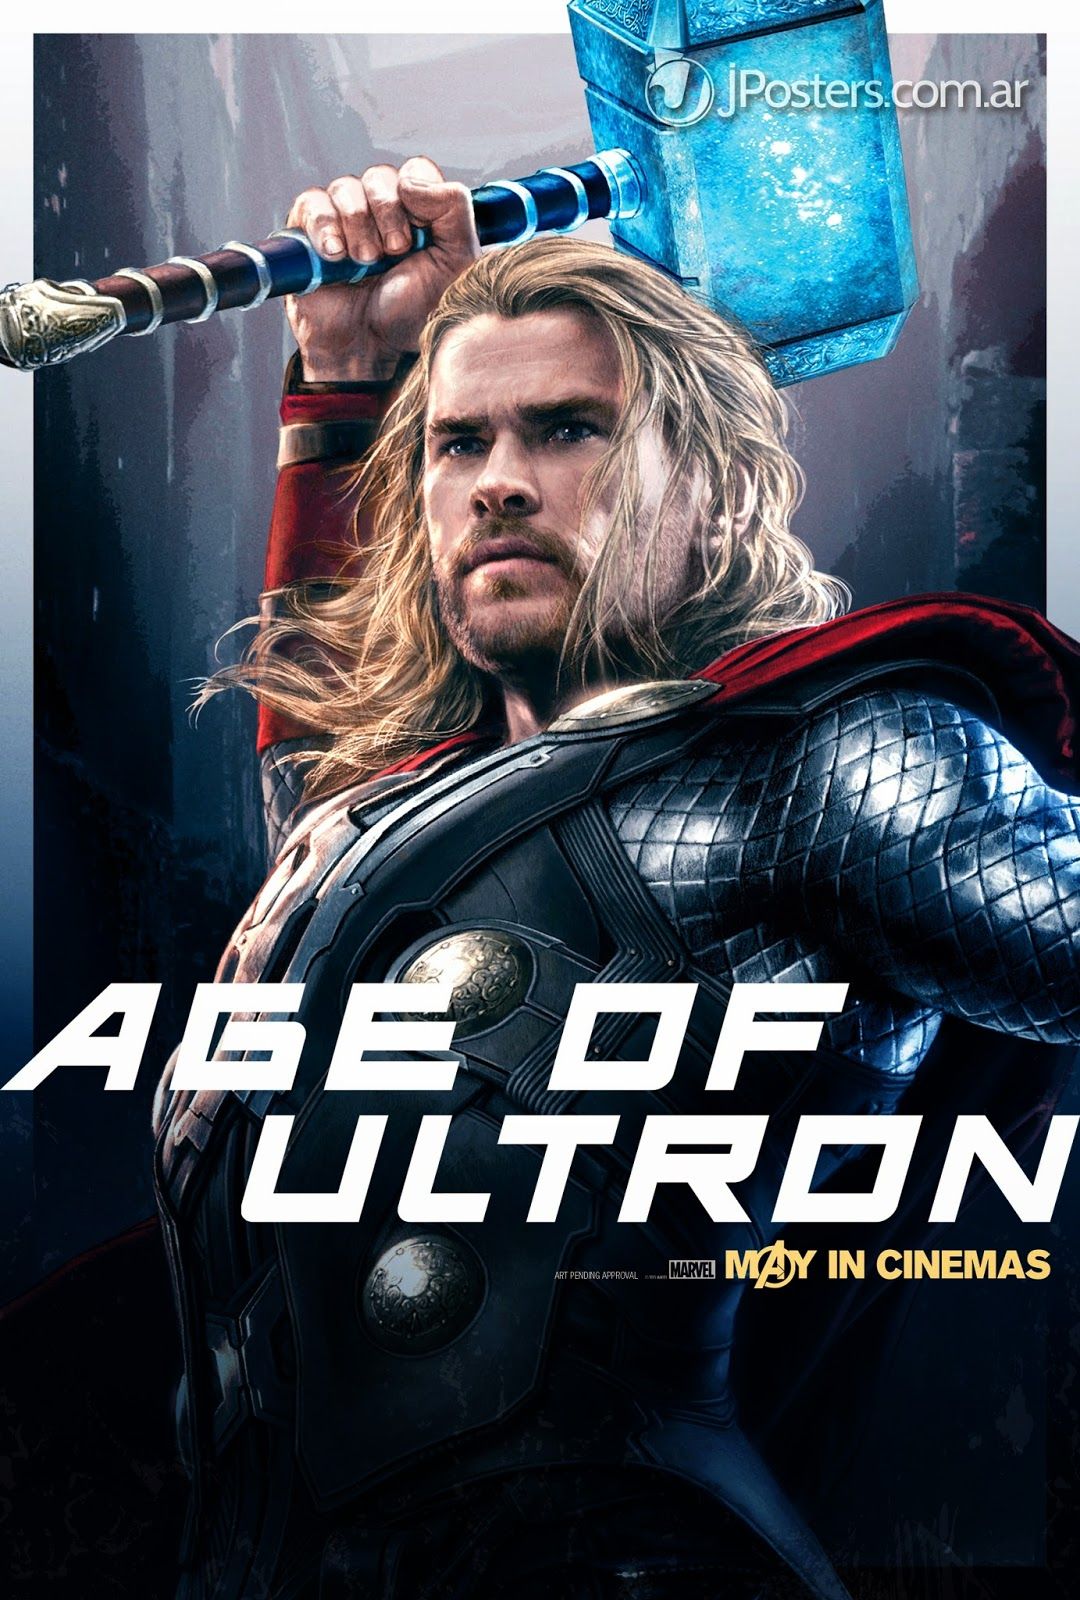 jPosters.com.ar
AGE OF
ULTRON
ART PENDING APPROVAL MARVEL MAY IN CINEMAS